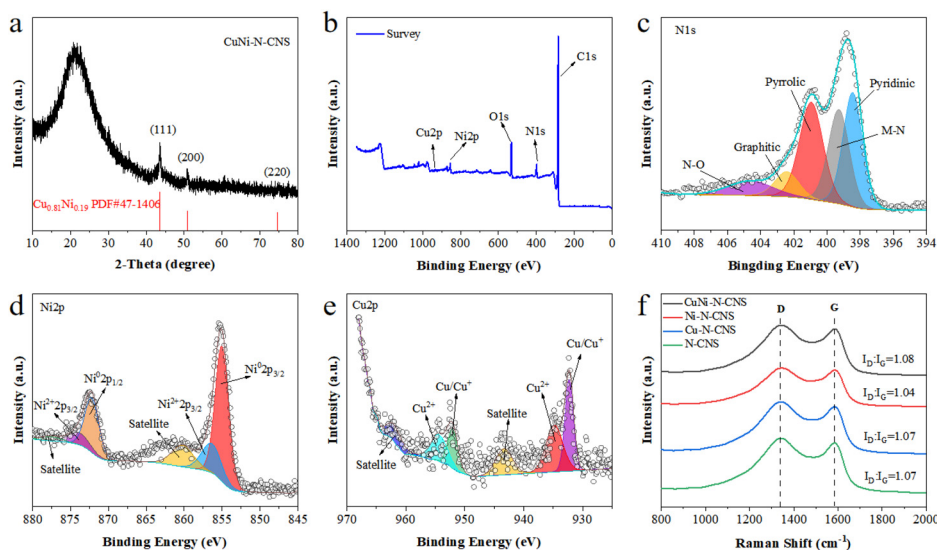 a
CuNi-N-CNS
(111)
(200)
(220)
Cu0.81Ni0.19 PDF#47-1406
Intensity (a.u.)
10 20 30 40 50 60 70 80
2-Theta (degree)
b
Survey
C1s
O1s
N1s
Cu2p
Ni2p
Intensity (a.u.)
1400 1200 1000 800 600 400 200 0
Binding Energy (eV)
c
N1s
Pyrrolic
Pyridinic
M-N
Graphitic
N-O
Intensity (a.u.)
410 408 406 404 402 400 398 396 394
Bingding Energy (eV)
d
Ni2p
Ni0 2p3/2
Ni0 2p1/2
Ni2+2p3/2
Ni2+2p3/2
Satellite
Satellite
Intensity (a.u.)
880 875 870 865 860 855 850 845
Binding Energy (eV)
e
Cu2p
Cu/Cu+
Cu/Cu+
Cu2+
Cu2+
Satellite
Satellite
Intensity (a.u.)
970 960 950 940 930
Binding Energy (eV)
f
CuNi-N-CNS
Ni-N-CNS
Cu-N-CNS
N-CNS
D
G
ID:IG=1.08
ID:IG=1.04
ID:IG=1.07
ID:IG=1.07
Intensity (a.u.)
800 1000 1200 1400 1600 1800 2000
Raman Shift (cm-1)